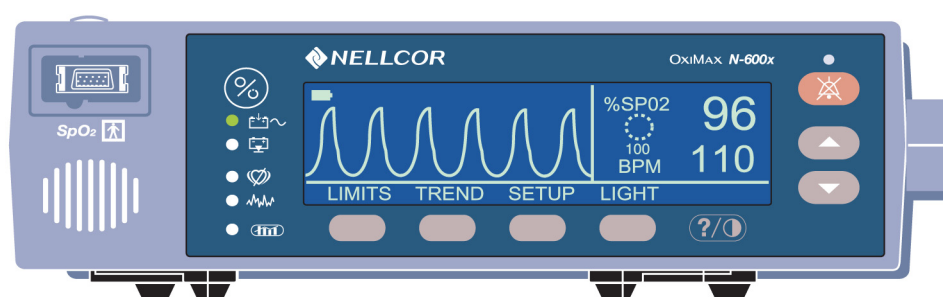 NELLCOR
OXIMAX N-600x
%SP02
96
100
BPM
110
LIMITS TREND SETUP LIGHT
SpO2
%
?/